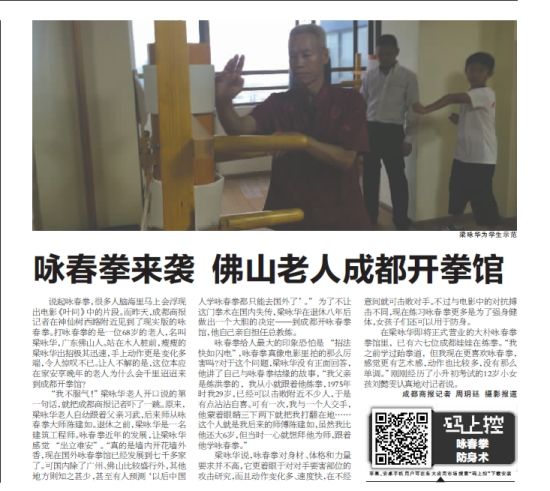 梁咏华为学生示范
咏春拳来袭 佛山老人成都开拳馆
说起咏春拳，很多人脑海里马上会浮现
出电影《叶问》中的片段。而昨天，成都商报
记者在神仙树西路附近见到了现实版的咏
春拳。打咏春拳的是一位68岁的老人，名叫
梁咏华，广东佛山人。站在木人桩前，瘦瘦的
梁咏华出招极其迅速，手上动作更是变化多
端，令人惊叹不已。让人不解的是，这位本应
在家安享晚年的老人为什么会千里迢迢来
到成都开拳馆？
“我不服气！”梁咏华老人开口说的第
一句话，就把成都商报记者吓了一跳。原来，
梁咏华老人自幼跟着父亲习武，后来师从咏
春拳大师陈建如。退休之前，梁咏华是一名
建筑工程师，咏春拳近年的发展，让梁咏华
感觉“坐立难安”。“真的是墙内开花墙外
香，现在国外咏春拳馆已经发展到七千多家
了，可国内除了广州、佛山比较盛行外，其他
地方则知之甚少，甚至有人预测‘以后中国
人学咏春拳都只能去国外了’。”为了不让
这门拳术在国内失传，梁咏华在退休八年后
做出一个大胆的决定——到成都开咏春拳
馆，他自己亲自担任总教练。
咏春拳给人最大的印象恐怕是“招法
快如闪电”，咏春拳真像电影里拍的那么厉
害吗？对于这个问题，梁咏华没有正面回答，
他讲了自己与咏春拳结缘的故事。“我父亲
是练洪拳的，我从小就跟着他练拳，1975年
时我29岁，已经可以击败附近不少人，于是
有点沾沾自喜。可有一次，我与一个人交手，
他蒙着眼睛三下两下就把我打翻在地……
这个人就是我后来的师傅陈建如，虽然我比
他还大6岁，但当时一心就想拜他为师，跟着
他学咏春拳。”
梁咏华说，咏春拳对身材、体格和力量
要求并不高，它更着眼于对对手要害部位的
攻击研究，而且动作变化多、速度快，在不经
意间就可击败对手。不过与电影中的对抗搏
击不同，现在练习咏春拳更多是为了强身健
体，女孩子们还可以用于防身。
在梁咏华即将正式营业的大朴咏春拳
拳馆里，已有六七位成都娃娃在练拳。“我
之前学过跆拳道，但我现在更喜欢咏春拳，
感觉更有艺术感，动作也比较多，没有那么
单调。”刚刚经历了小升初考试的12岁小女
孩刘懿雯认真地对记者说。
成都商报记者 周玥廷 摄影报道
码上控
咏春拳
防身术